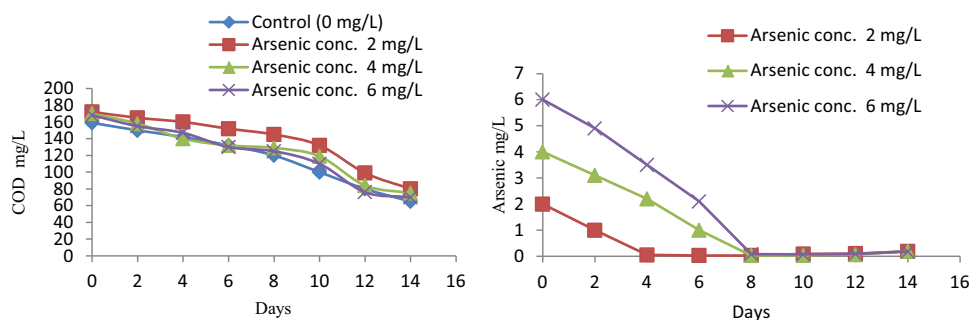 Control (0 mg/L)
Arsenic conc. 2 mg/L
Arsenic conc. 4 mg/L
Arsenic conc. 6 mg/L
200
180
160
140
120
100
80
60
40
20
0
COD mg/L
0 2 4 6 8 10 12 14 16
Days
Arsenic conc. 2 mg/L
Arsenic conc. 4 mg/L
Arsenic conc. 6 mg/L
7
6
5
4
3
2
1
0
Arsenic mg/L
0 2 4 6 8 10 12 14 16
Days